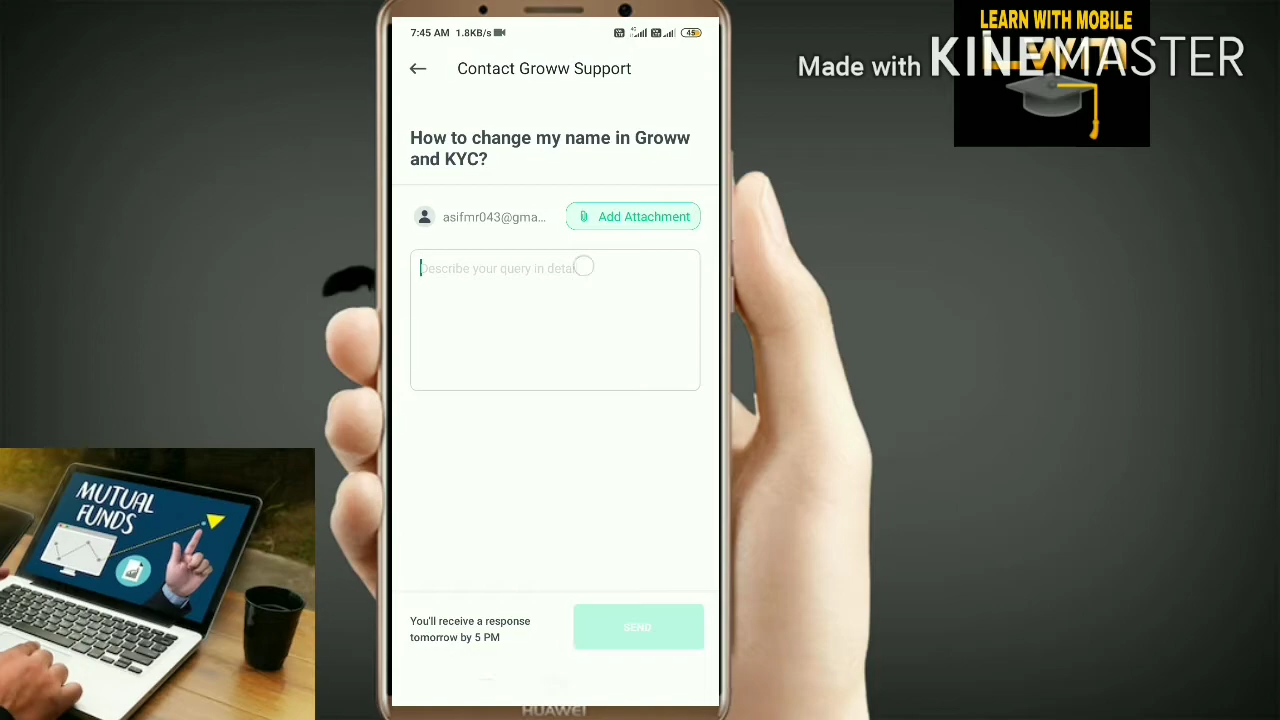 7:45 AM 1.8KB/s
45
Contact Groww Support
How to change my name in Groww
and KYC?
asifmr043@gma...
Add Attachment
Describe your query in detail
You'll receive a response
tomorrow by 5 PM
SEND
HUAWEI
LEARN WITH MOBILE
Made with KINEMASTER
MUTUAL
FUNDS